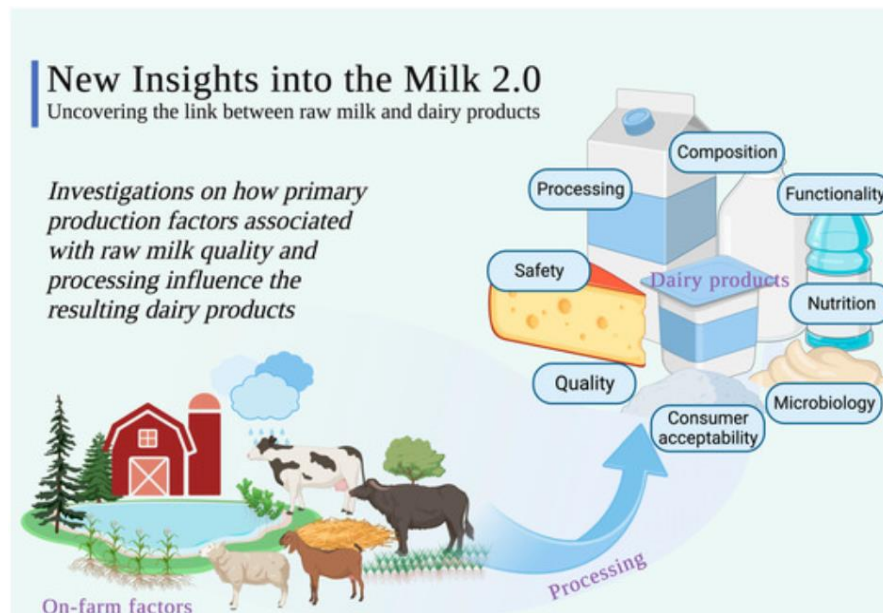 New Insights into the Milk 2.0
Uncovering the link between raw milk and dairy products
Investigations on how primary
production factors associated
with raw milk quality and
processing influence the
resulting dairy products
Composition
Processing
Functionality
Safety
Dairy products
Nutrition
Quality
Microbiology
Consumer
acceptability
Processing
On-farm factors